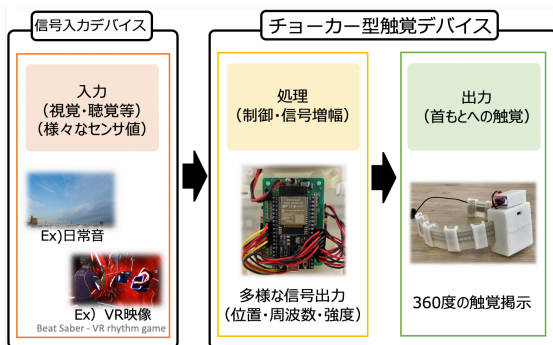 信号入力デバイス
入力
（視覚・聴覚等）
（様々なセンサ値）
Ex)日常音
Ex）VR映像
Beat Saber - VR rhythm game
チョーカー型触覚デバイス
処理
（制御・信号増幅）
多様な信号出力
（位置・周波数・強度）
出力
（首もとへの触覚）
360度の触覚掲示